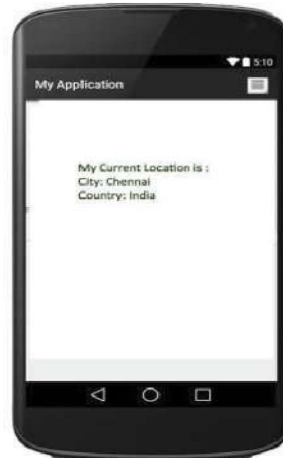 5:10
My Application
My Current Location is :
City: Chennai
Country: India